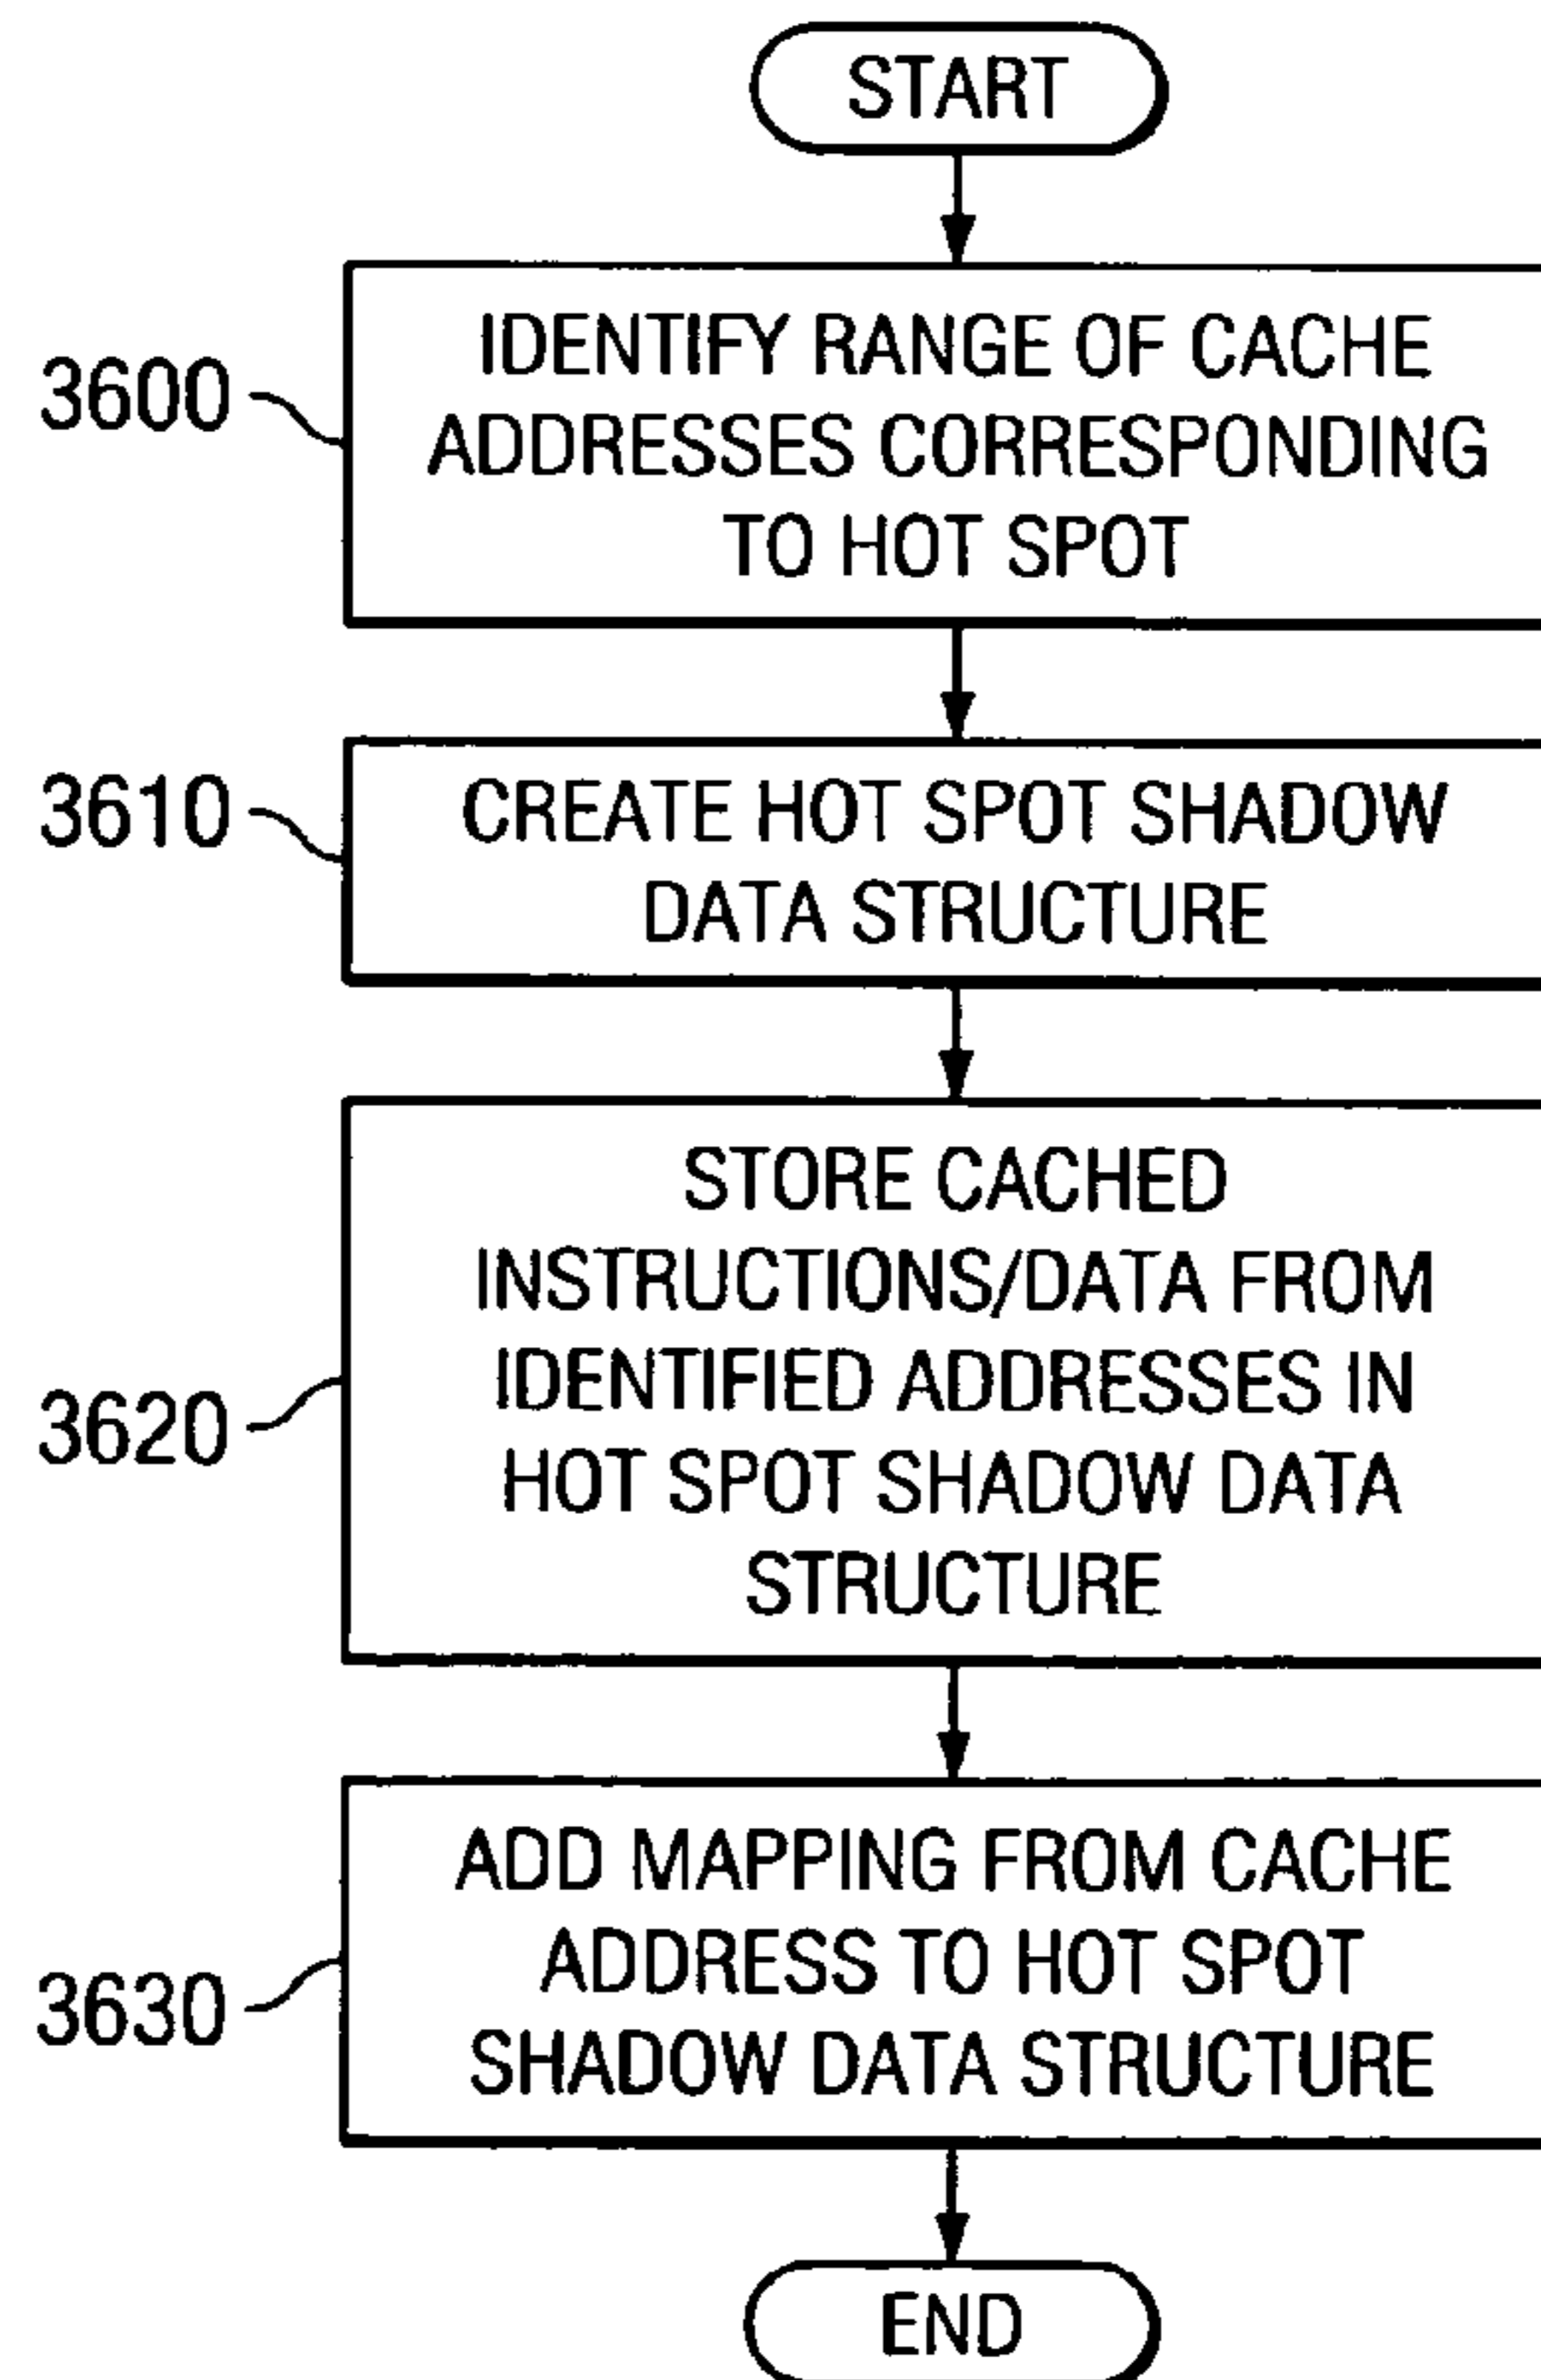 START
3600
IDENTIFY RANGE OF CACHE
ADDRESSES CORRESPONDING
TO HOT SPOT
3610
CREATE HOT SPOT SHADOW
DATA STRUCTURE
3620
STORE CACHED
INSTRUCTIONS/DATA FROM
IDENTIFIED ADDRESSES IN
HOT SPOT SHADOW DATA
STRUCTURE
3630
ADD MAPPING FROM CACHE
ADDRESS TO HOT SPOT
SHADOW DATA STRUCTURE
END